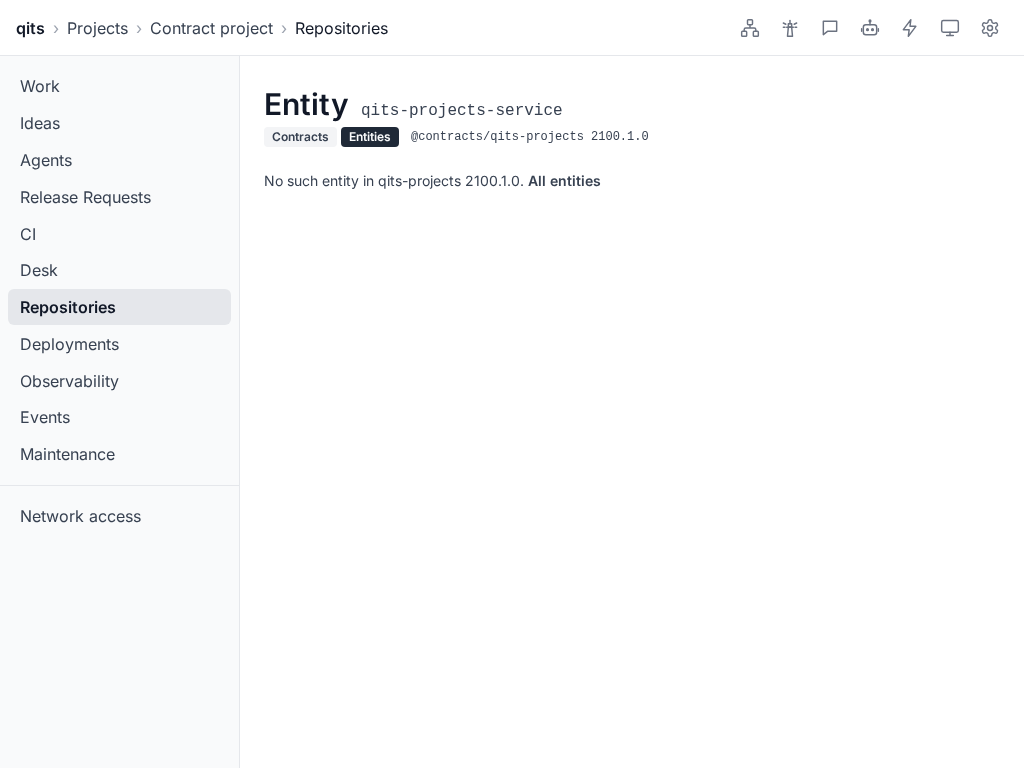 qits › Projects › Contract project › Repositories
Work
Ideas
Agents
Release Requests
CI
Desk
Repositories
Deployments
Observability
Events
Maintenance
Network access
Entity qits-projects-service
Contracts Entities @contracts/qits-projects 2100.1.0
No such entity in qits-projects 2100.1.0. All entities